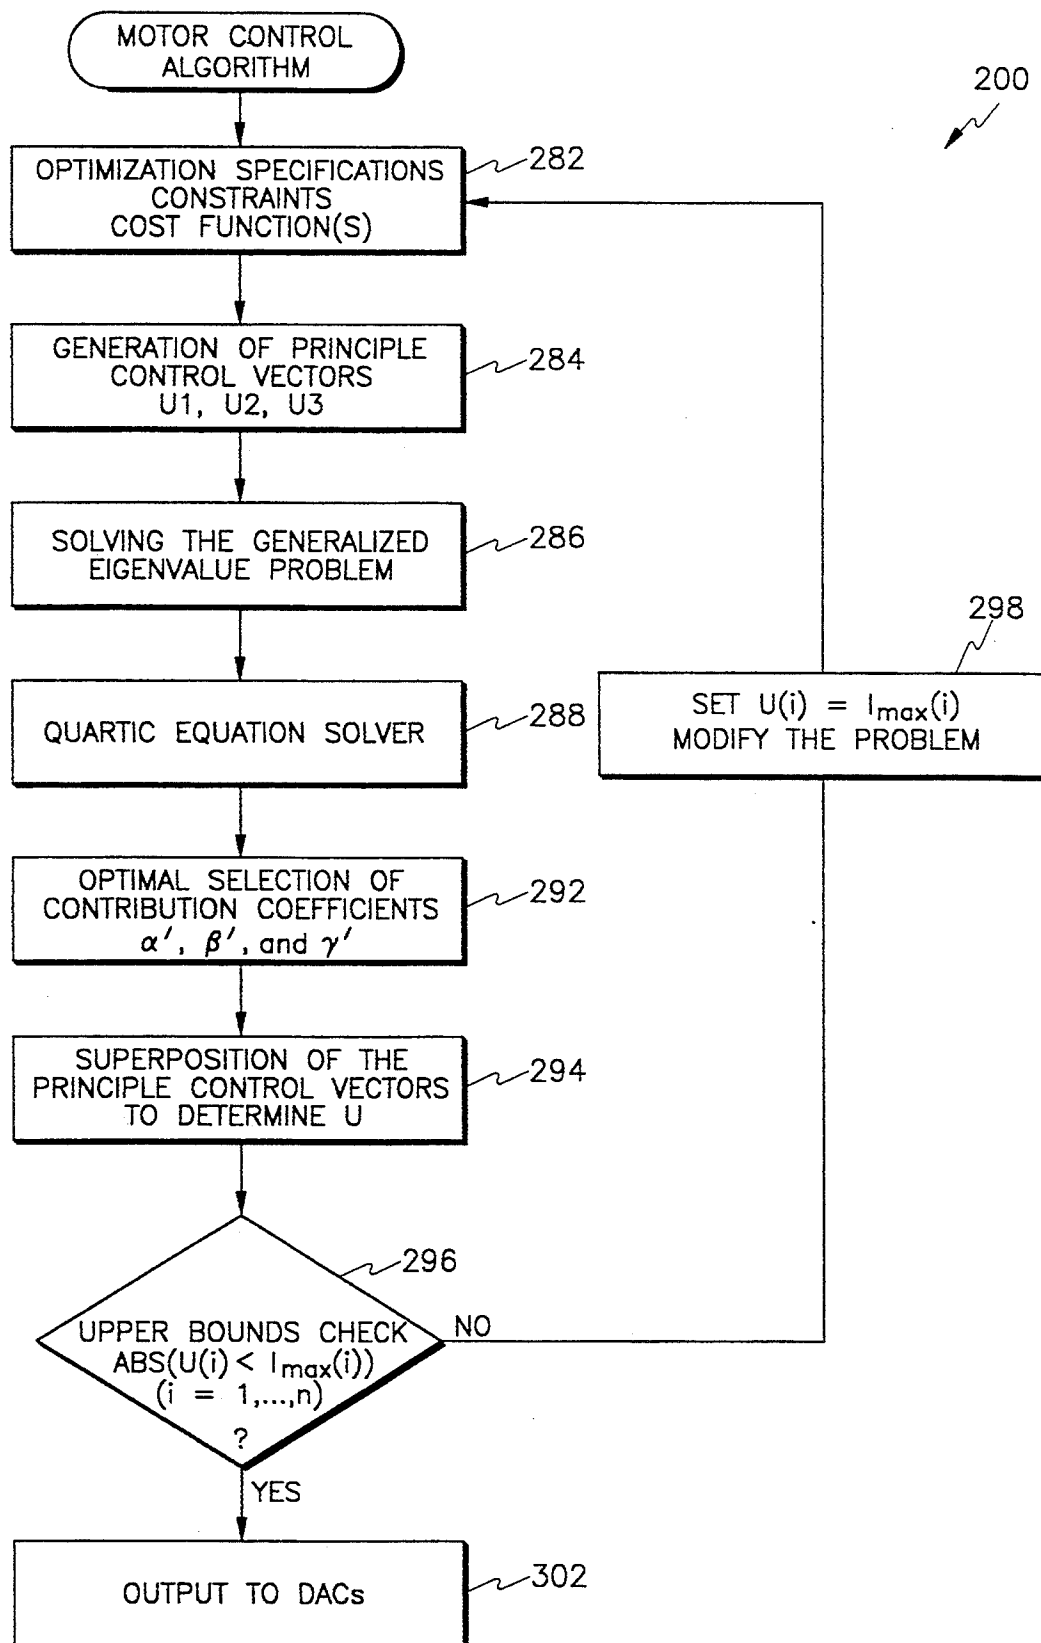 MOTOR CONTROL
ALGORITHM
200
OPTIMIZATION SPECIFICATIONS
CONSTRAINTS
COST FUNCTION(S)
282
GENERATION OF PRINCIPLE
CONTROL VECTORS
U1, U2, U3
284
SOLVING THE GENERALIZED
EIGENVALUE PROBLEM
286
298
SET U(i) = Imax(i)
MODIFY THE PROBLEM
QUARTIC EQUATION SOLVER
288
OPTIMAL SELECTION OF
CONTRIBUTION COEFFICIENTS
α', β', and γ'
292
SUPERPOSITION OF THE
PRINCIPLE CONTROL VECTORS
TO DETERMINE U
294
296
UPPER BOUNDS CHECK
ABS(U(i) < Imax(i))
(i = 1,...,n)
?
NO
YES
OUTPUT TO DACs
302